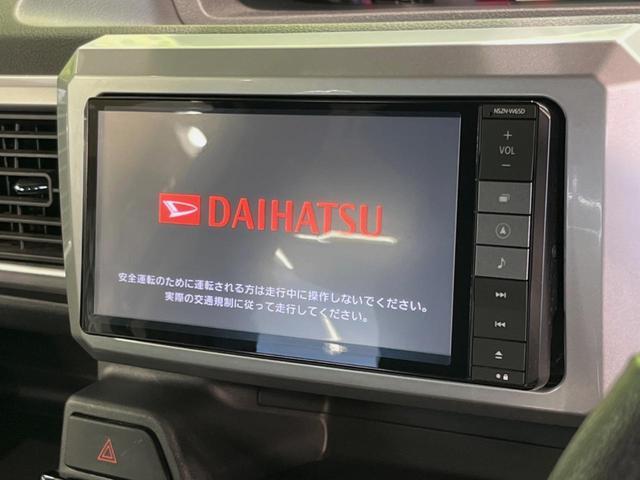 NSZN-W65D
+
VOL
−
DAIHATSU
安全運転のために運転される方は走行中に操作しないでください。
実際の交通規制に従って走行してください。